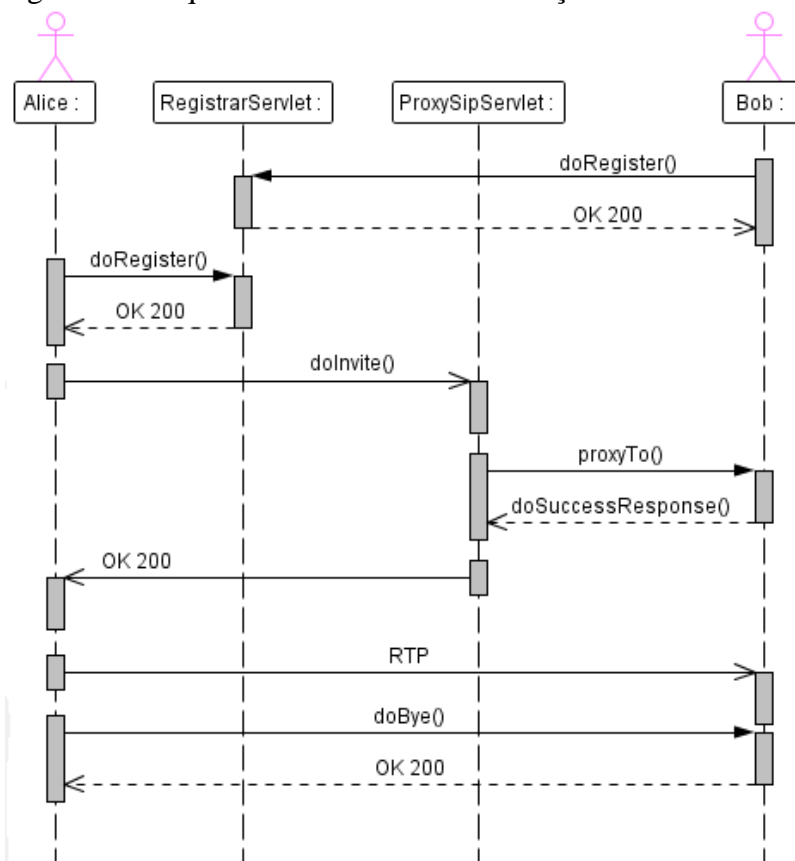 Alice :
RegistrarServlet :
ProxySipServlet :
Bob :
doRegister()
OK 200
doRegister()
OK 200
doInvite()
proxyTo()
doSuccessResponse()
OK 200
RTP
doBye()
OK 200